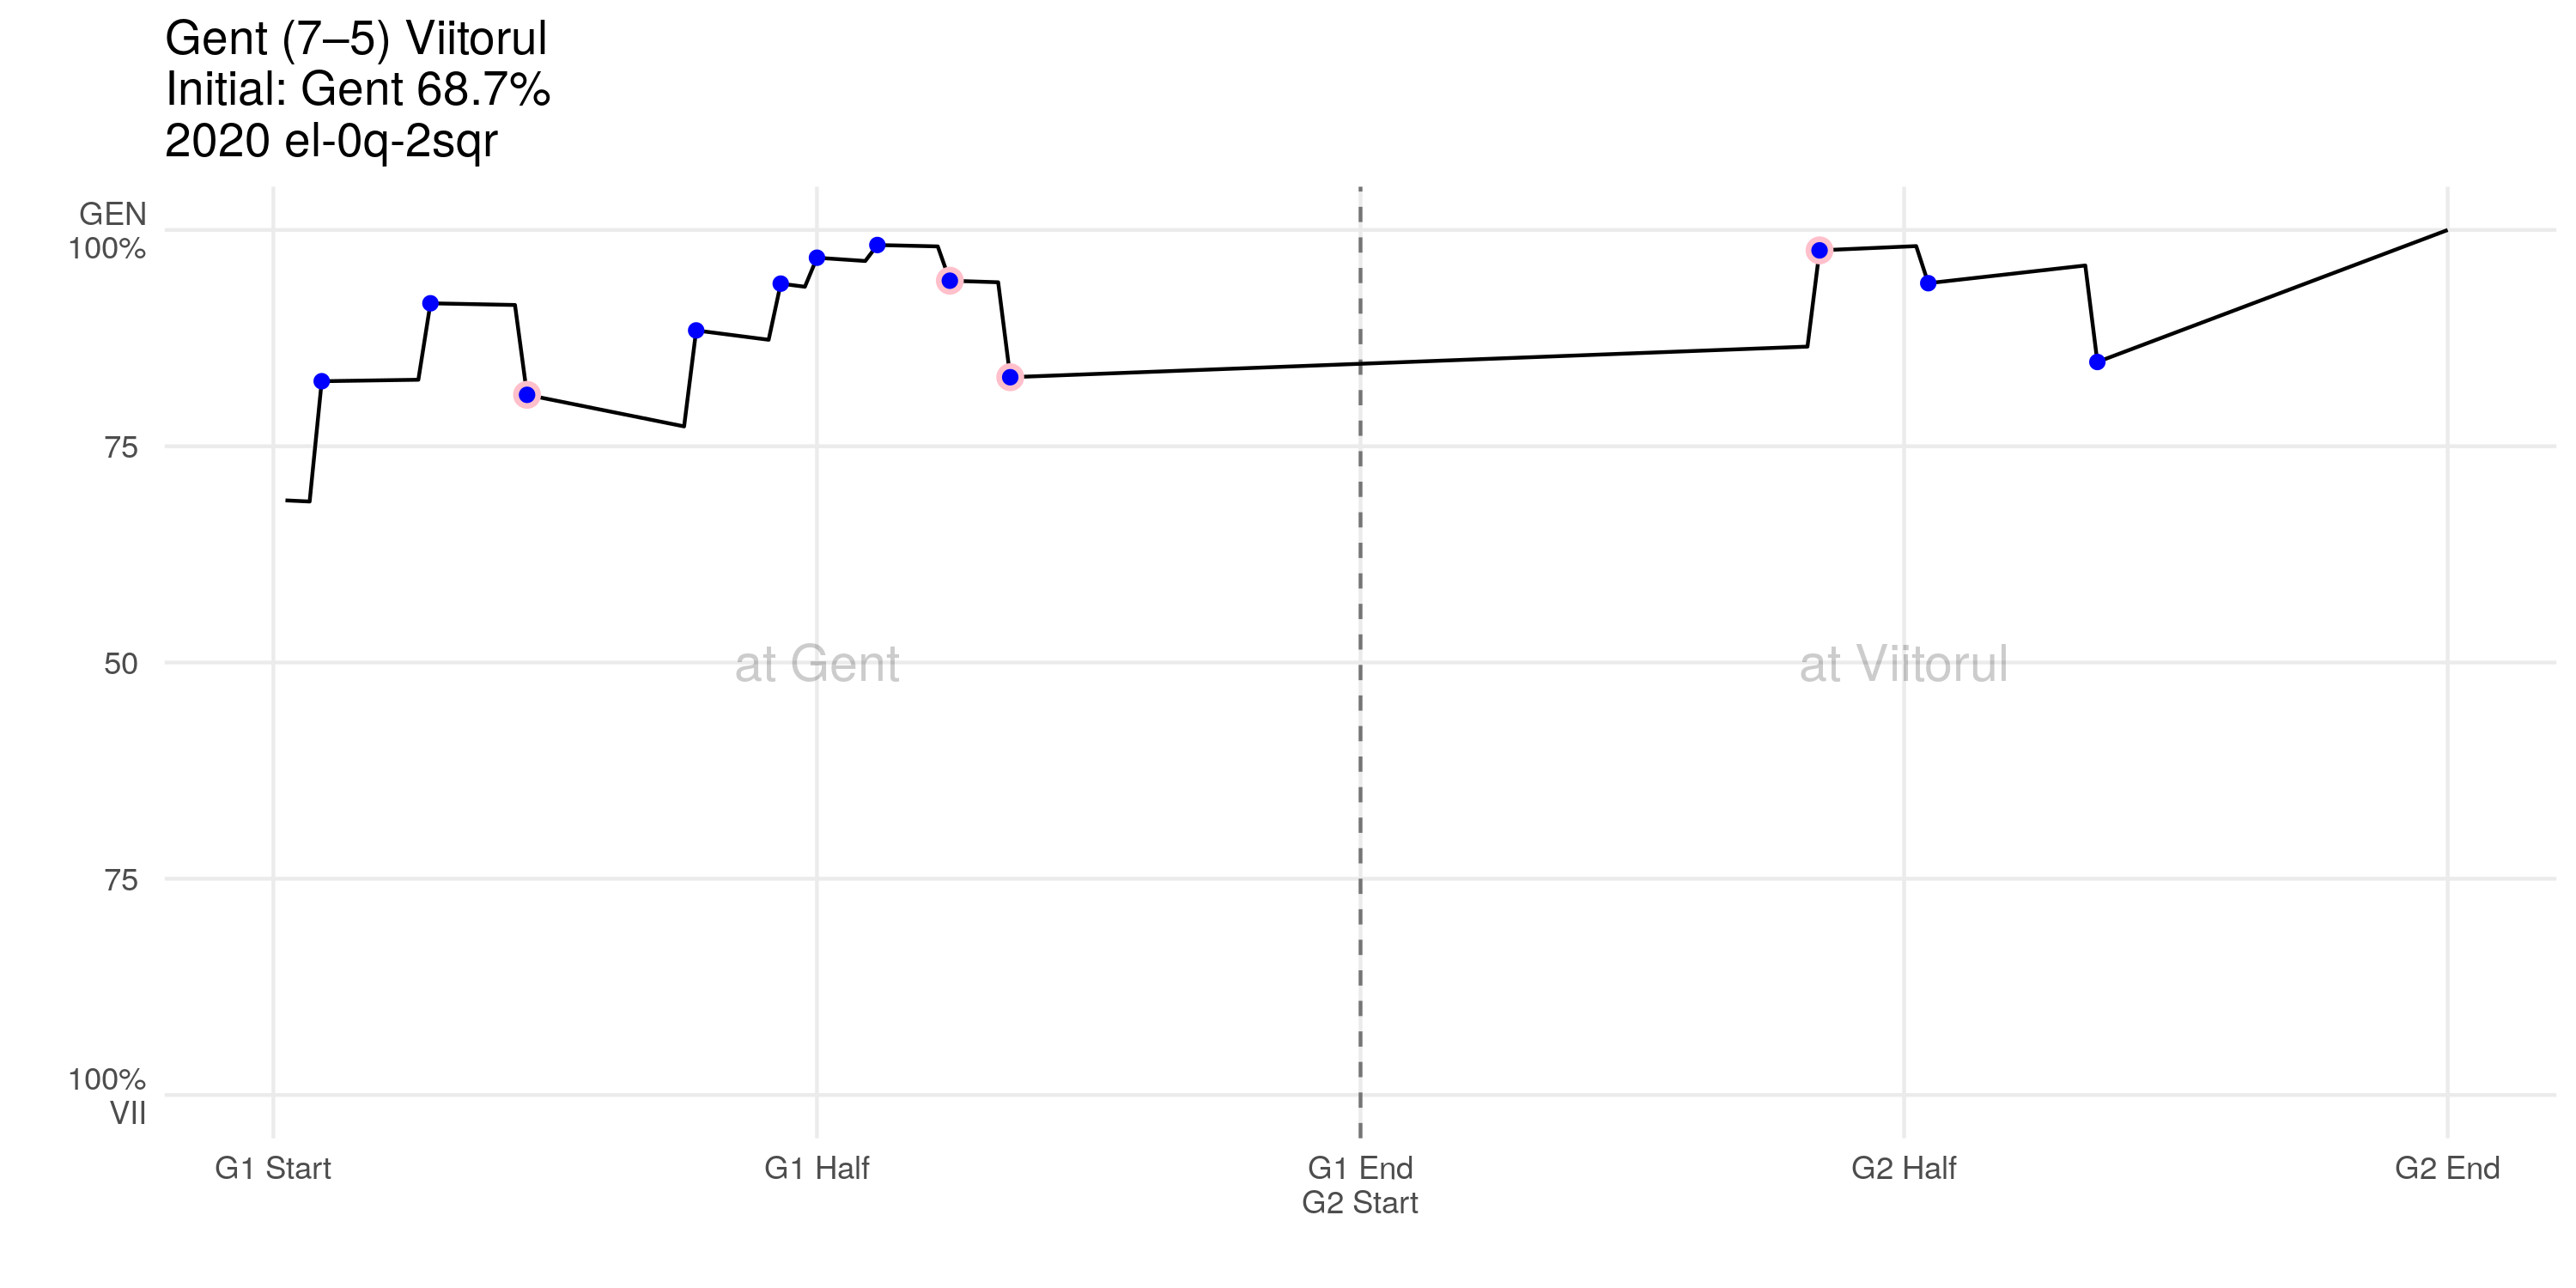 Gent (7–5) Viitorul
Initial: Gent 68.7%
2020 el-0q-2sqr
GEN
100%
75
50
75
100%
VII
at Gent
at Viitorul
G1 Start
G1 Half
G1 End
G2 Start
G2 Half
G2 End